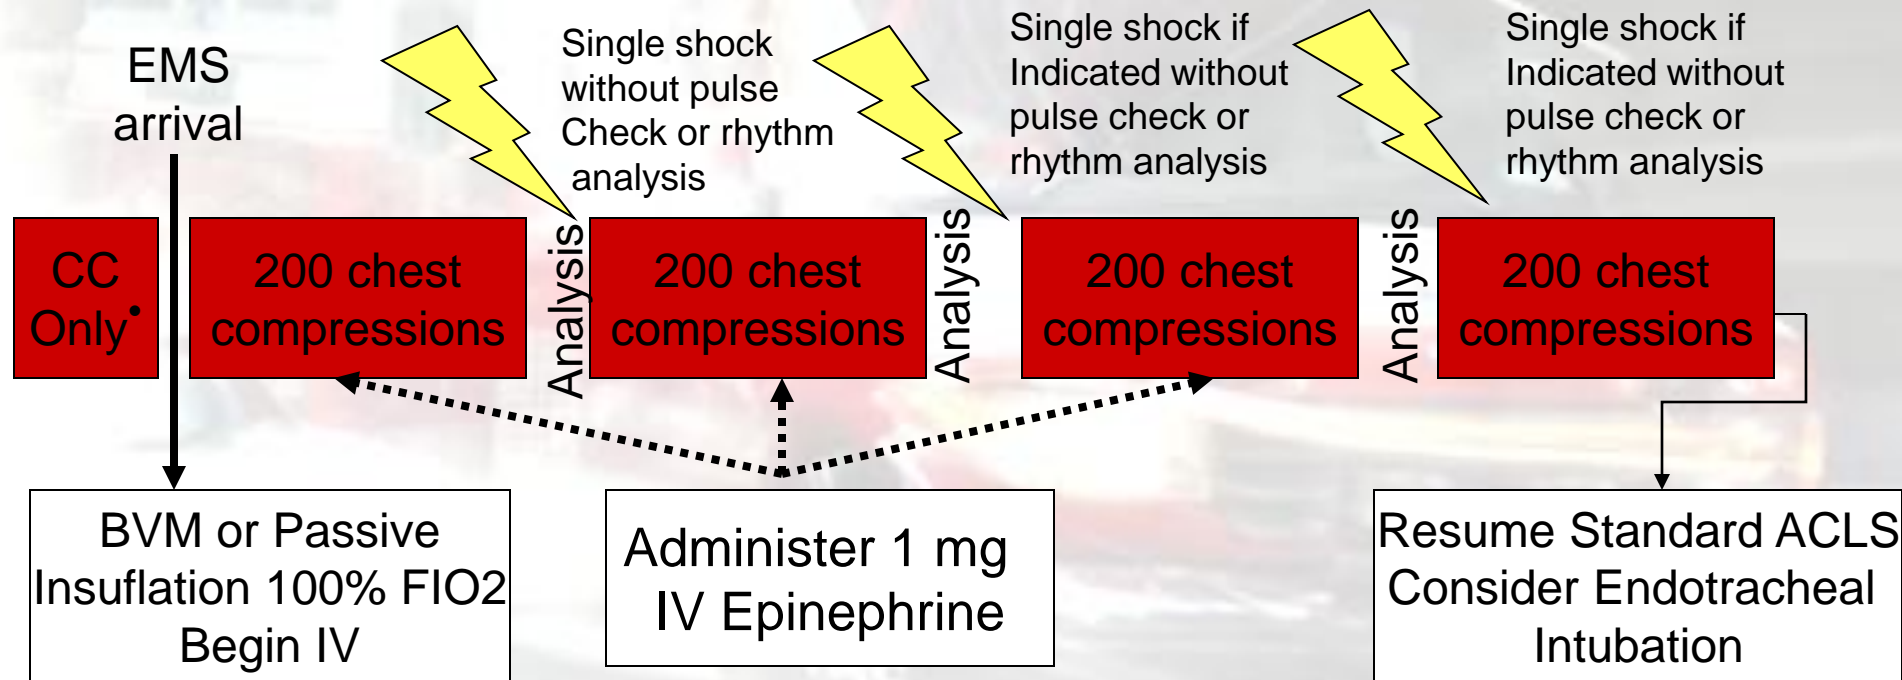 EMS
arrival
Single shock
without pulse
Check or rhythm
analysis
Single shock if
Indicated without
pulse check or
rhythm analysis
Single shock if
Indicated without
pulse check or
rhythm analysis
CC
Only•
200 chest
compressions
Analysis
200 chest
compressions
Analysis
200 chest
compressions
Analysis
200 chest
compressions
BVM or Passive
Insuflation 100% FIO2
Begin IV
Administer 1 mg
IV Epinephrine
Resume Standard ACLS
Consider Endotracheal
Intubation